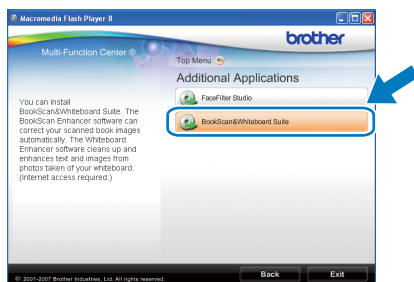 Macromedia Flash Player 8
brother
Multi-Function Center ®
Top Menu
Additional Applications
FaceFilter Studio
BookScan&Whiteboard Suite
You can install
BookScan&Whiteboard Suite. The
BookScan Enhancer software can
correct your scanned book images
automatically. The Whiteboard
Enhancer software cleans up and
enhances text and images from
photos taken of your whiteboard.
(Internet access required.)
© 2001-2007 Brother Industries, Ltd. All rights reserved.
Back
Exit